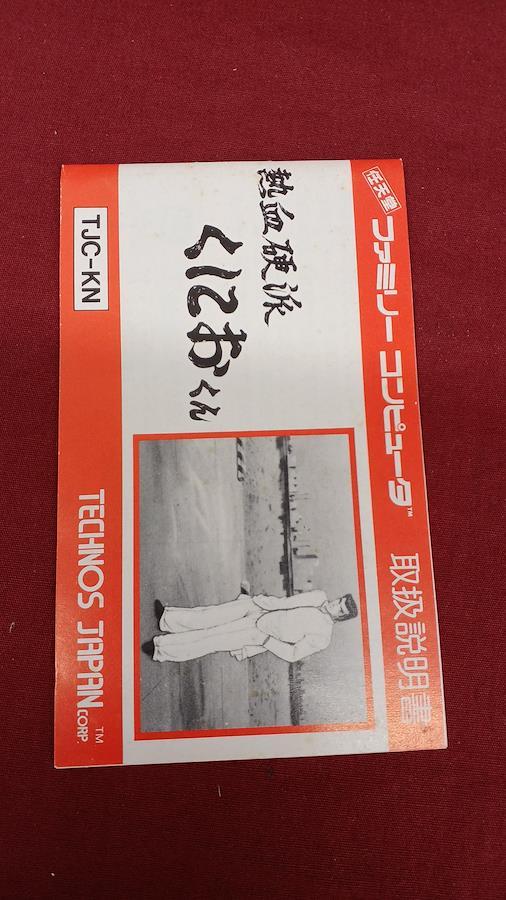 任天堂
ファミリー コンピュータ™
取扱説明書
熱血硬派
くにおくん
TJC-KN
TECHNOS JAPAN CORP.™